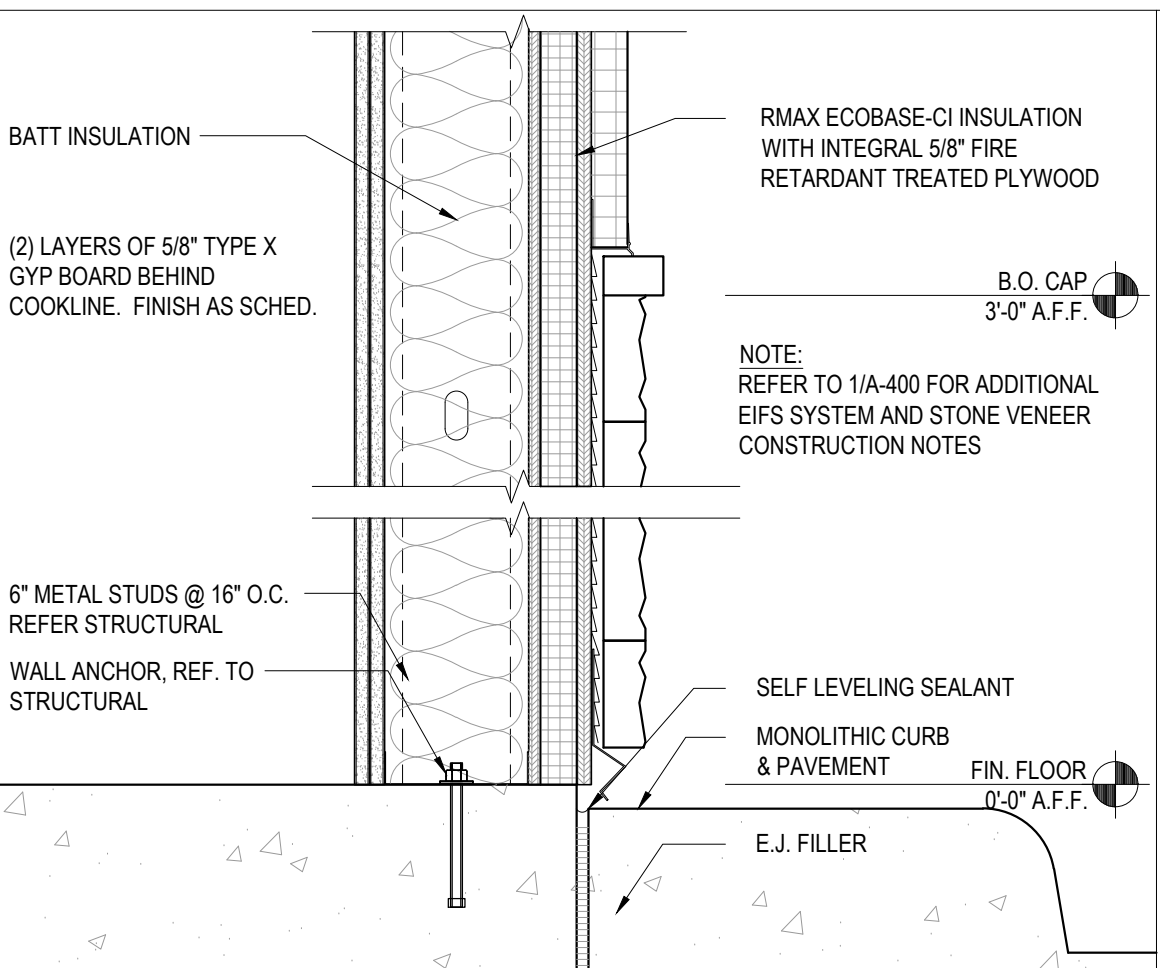 BATT INSULATION
(2) LAYERS OF 5/8" TYPE X
GYP BOARD BEHIND
COOKLINE. FINISH AS SCHED.
6" METAL STUDS @ 16" O.C.
REFER STRUCTURAL
WALL ANCHOR, REF. TO
STRUCTURAL
RMAX ECOBASE-CI INSULATION
WITH INTEGRAL 5/8" FIRE
RETARDANT TREATED PLYWOOD
B.O. CAP
3'-0" A.F.F.
NOTE:
REFER TO 1/A-400 FOR ADDITIONAL
EIFS SYSTEM AND STONE VENEER
CONSTRUCTION NOTES
SELF LEVELING SEALANT
MONOLITHIC CURB
& PAVEMENT
FIN. FLOOR
0'-0" A.F.F.
E.J. FILLER